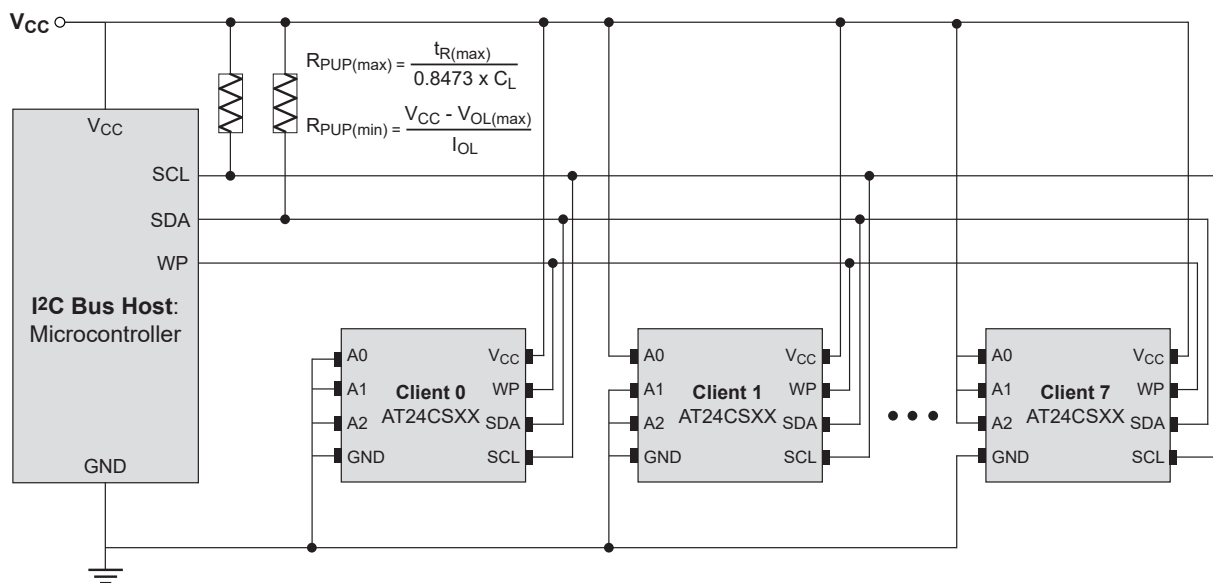 VCC
RPUP(max) = tR(max) / 0.8473 x CL
RPUP(min) = VCC - VOL(max) / IOL
VCC
SCL
SDA
WP
I²C Bus Host:
Microcontroller
GND
A0
A1
A2
GND
Client 0
AT24CSXX
VCC
WP
SDA
SCL
A0
A1
A2
GND
Client 1
AT24CSXX
VCC
WP
SDA
SCL
A0
A1
A2
GND
Client 7
AT24CSXX
VCC
WP
SDA
SCL